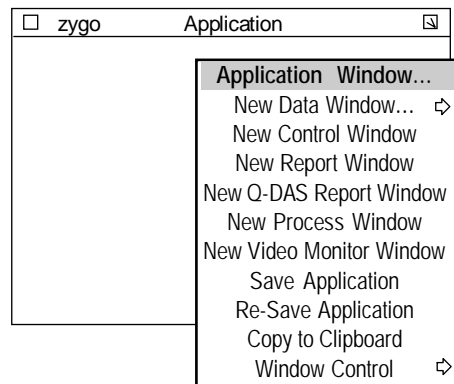 zygo Application
Application Window...
New Data Window...
New Control Window
New Report Window
New Q-DAS Report Window
New Process Window
New Video Monitor Window
Save Application
Re-Save Application
Copy to Clipboard
Window Control